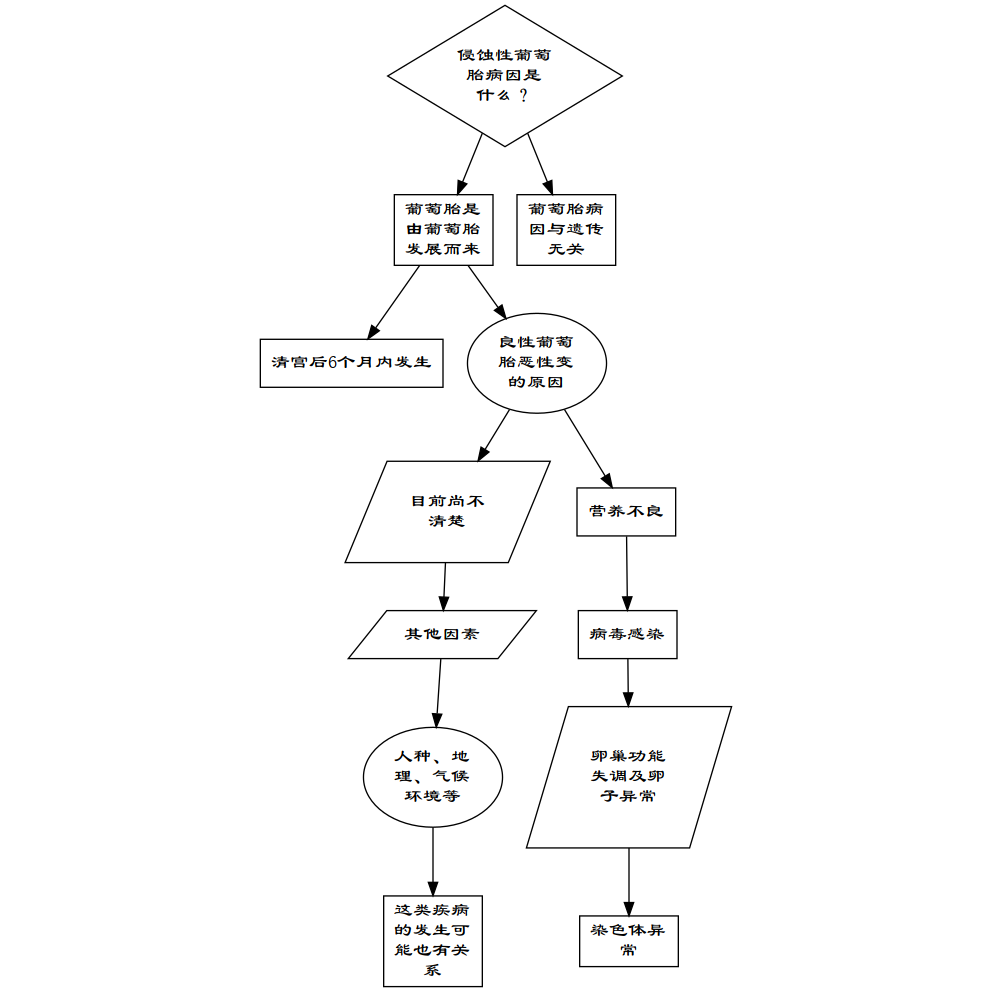 侵蚀性葡萄
胎病因是
什么？
葡萄胎是
由葡萄胎
发展而来
葡萄胎病
因与遗传
无关
清宫后6个月内发生
良性葡萄
胎恶性变
的原因
目前尚不
清楚
营养不良
其他因素
病毒感染
人种、地
理、气候
环境等
卵巢功能
失调及卵
子异常
这类疾病
的发生可
能也有关
系
染色体异
常